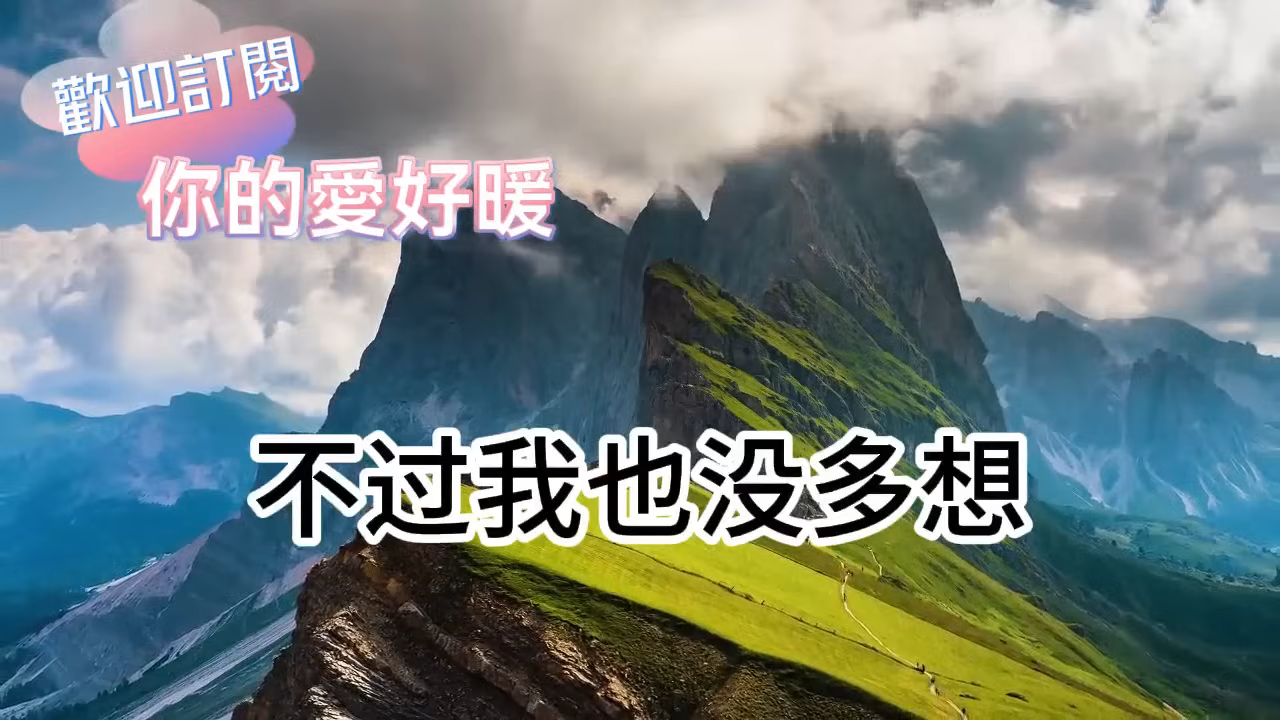 歡迎訂閱
你的愛好暖
不过我也没多想